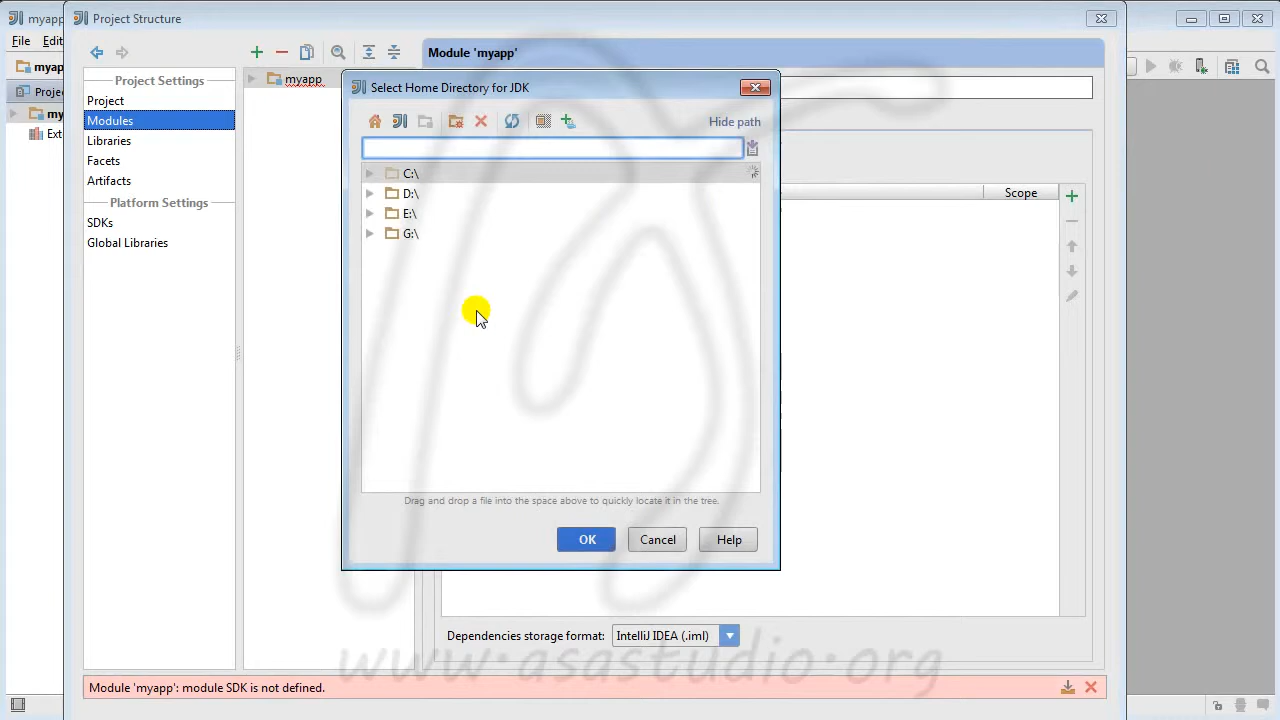 myapp
Project Structure
File
Edit
myapp
Projec
my
Ext
Project Settings
Project
Modules
Libraries
Facets
Artifacts
Platform Settings
SDKs
Global Libraries
myapp
Module 'myapp'
Select Home Directory for JDK
Hide path
C:\
D:\
E:\
G:\
Drag and drop a file into the space above to quickly locate it in the tree.
OK
Cancel
Help
Scope
Dependencies storage format:
IntelliJ IDEA (.iml)
www.asastudio.org
Module 'myapp': module SDK is not defined.